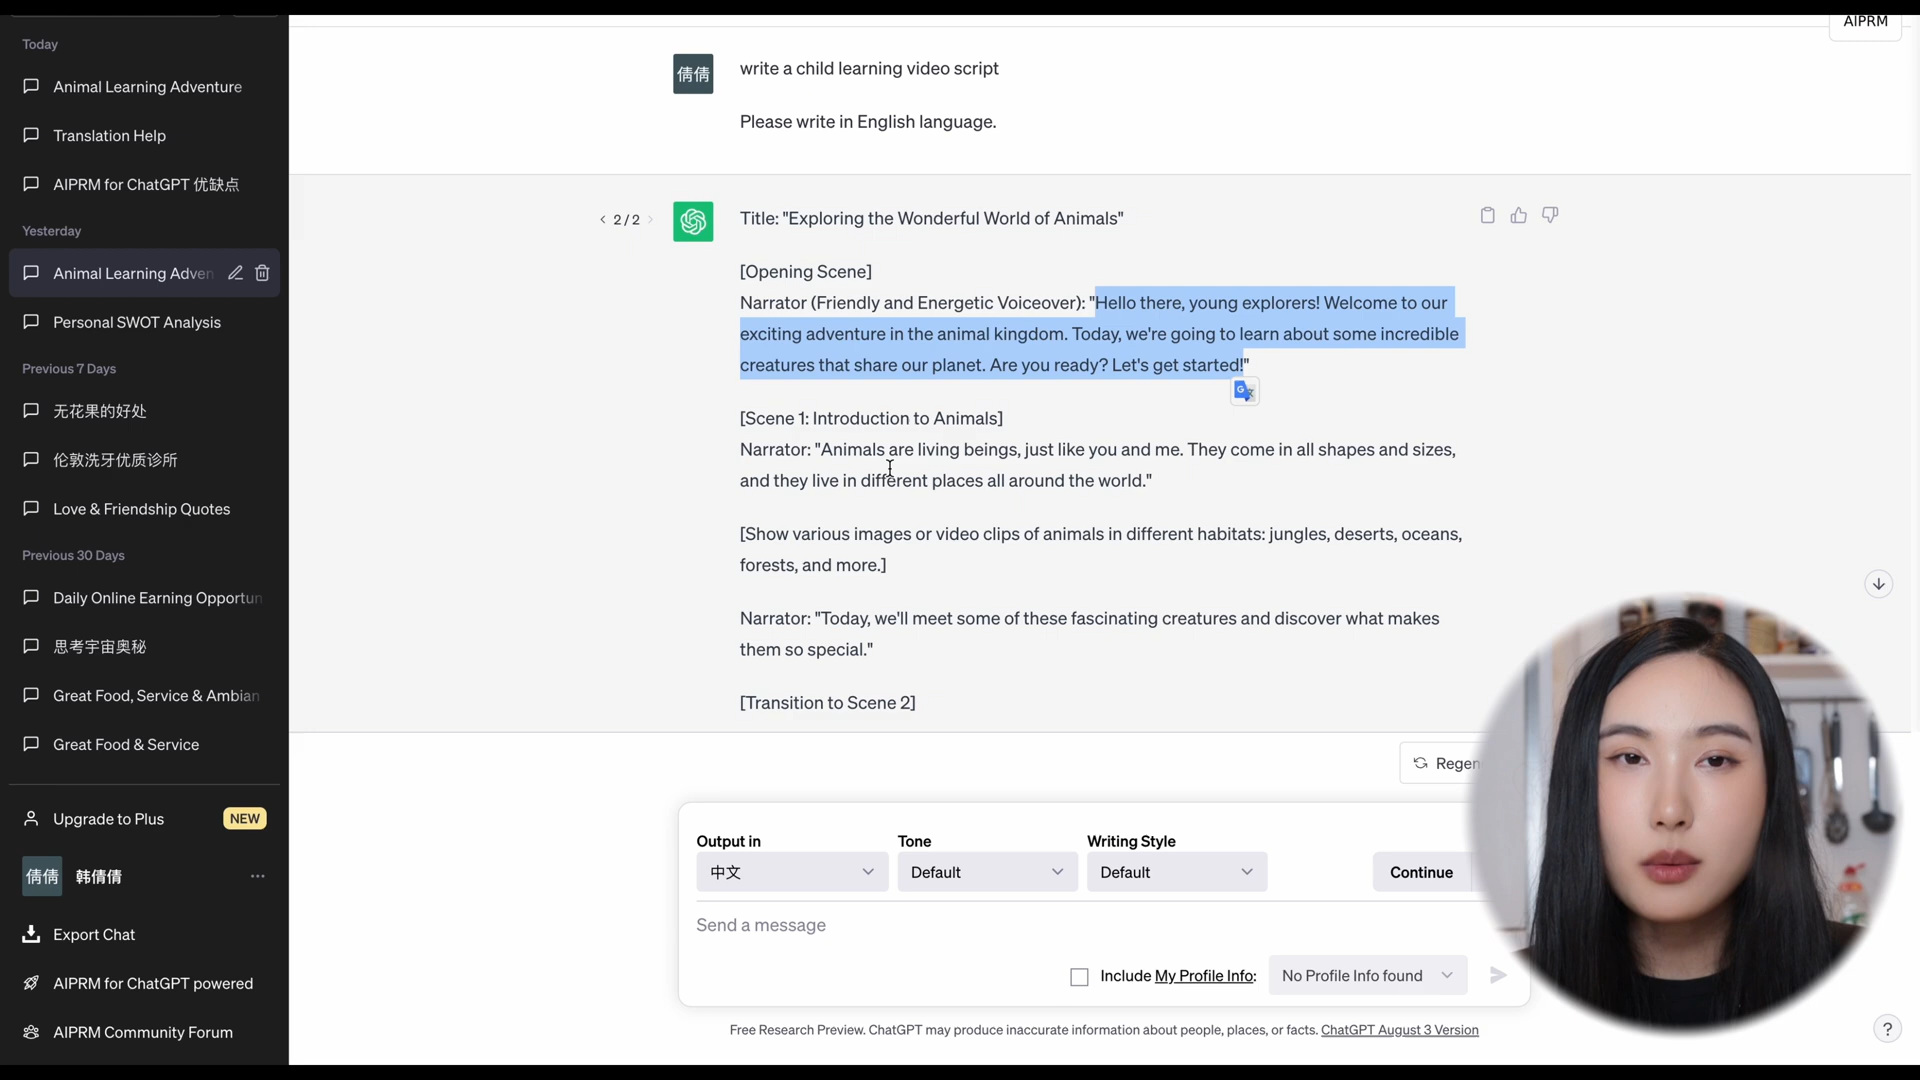 Today
Animal Learning Adventure
Translation Help
AIPRM for ChatGPT 优缺点
Yesterday
Animal Learning Adven
Personal SWOT Analysis
Previous 7 Days
无花果的好处
伦敦洗牙优质诊所
Love & Friendship Quotes
Previous 30 Days
Daily Online Earning Opportun
思考宇宙奥秘
Great Food, Service & Ambian
Great Food & Service
Upgrade to Plus NEW
倩倩 韩倩倩
Export Chat
AIPRM for ChatGPT powered
AIPRM Community Forum
AIPRM
倩倩 write a child learning video script
Please write in English language.
2 / 2
Title: "Exploring the Wonderful World of Animals"
[Opening Scene]
Narrator (Friendly and Energetic Voiceover): "Hello there, young explorers! Welcome to our
exciting adventure in the animal kingdom. Today, we're going to learn about some incredible
creatures that share our planet. Are you ready? Let's get started!"
[Scene 1: Introduction to Animals]
Narrator: "Animals are living beings, just like you and me. They come in all shapes and sizes,
and they live in different places all around the world."
[Show various images or video clips of animals in different habitats: jungles, deserts, oceans,
forests, and more.]
Narrator: "Today, we'll meet some of these fascinating creatures and discover what makes
them so special."
[Transition to Scene 2]
Regen
Output in Tone Writing Style
中文 Default Default Continue
Send a message
Include My Profile Info: No Profile Info found
Free Research Preview. ChatGPT may produce inaccurate information about people, places, or facts. ChatGPT August 3 Version
?